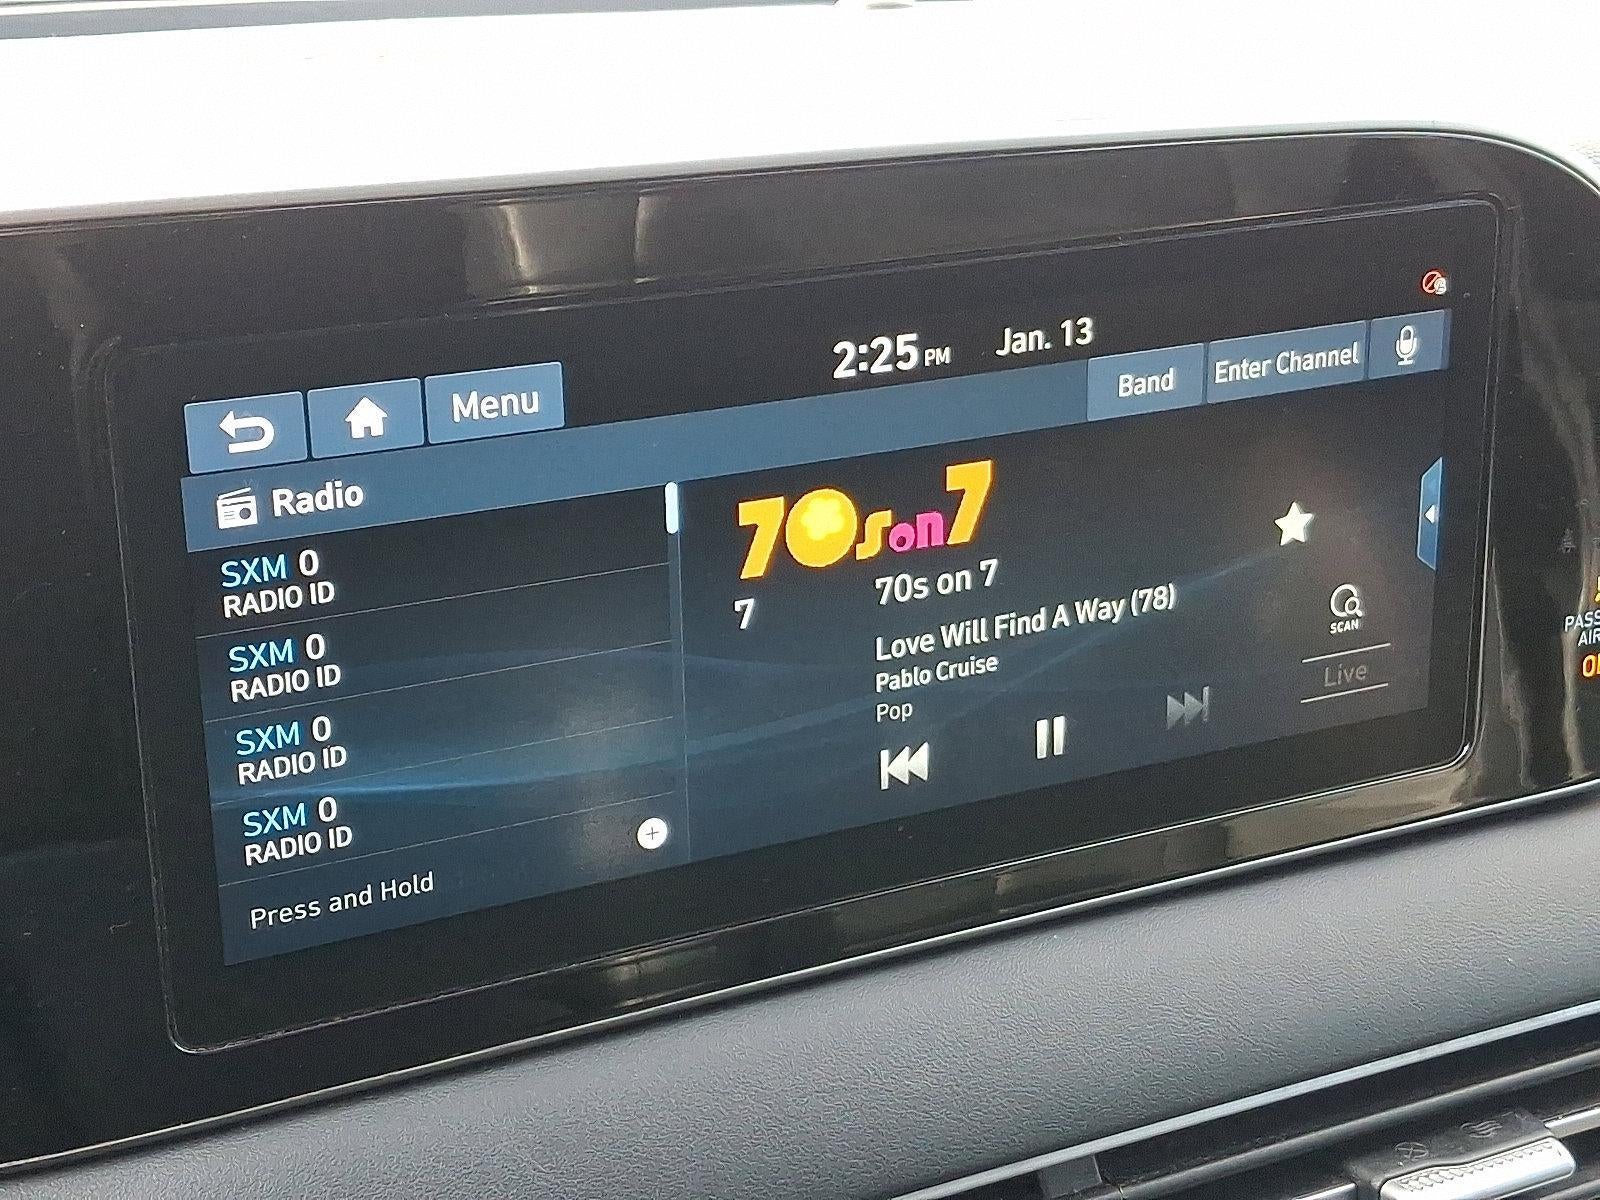 2:25 PM Jan. 13
Menu
Band
Enter Channel
Radio
SXM 0
RADIO ID
SXM 0
RADIO ID
SXM 0
RADIO ID
SXM 0
RADIO ID
Press and Hold
70s on 7
7
70s on 7
Love Will Find A Way (78)
Pablo Cruise
Pop
SCAN
Live
PASS
AIR